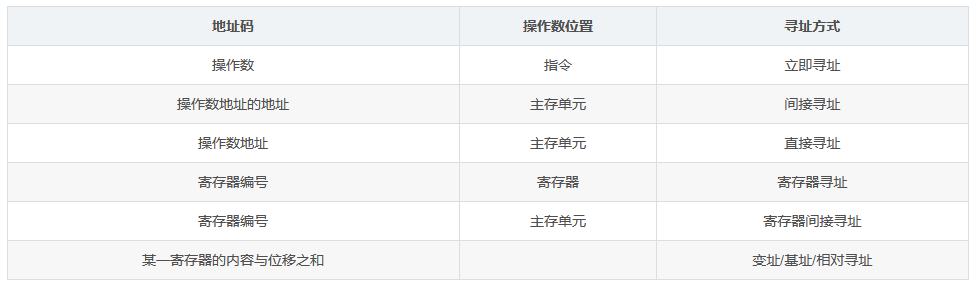 地址码 操作数位置 寻址方式
操作数 指令 立即寻址
操作数地址的地址 主存单元 间接寻址
操作数地址 主存单元 直接寻址
寄存器编号 寄存器 寄存器寻址
寄存器编号 主存单元 寄存器间接寻址
某一寄存器的内容与位移之和 变址/基址/相对寻址